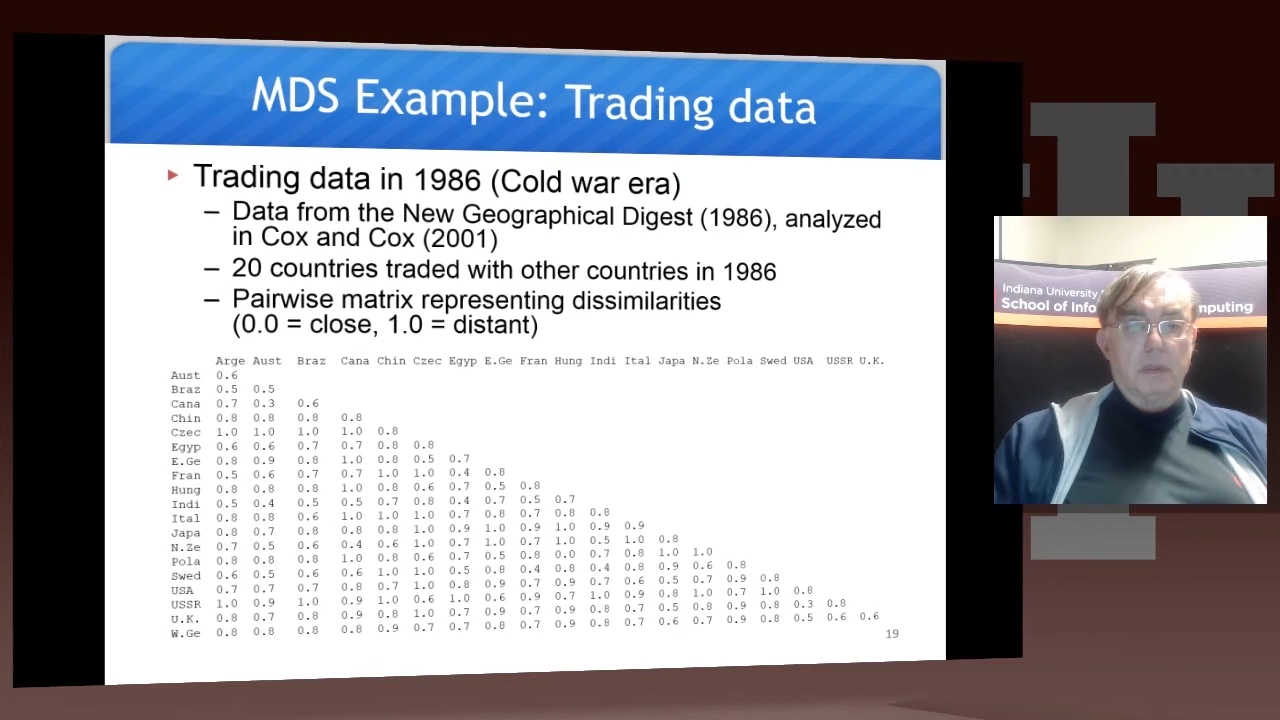 MDS Example: Trading data
Trading data in 1986 (Cold war era)
– Data from the New Geographical Digest (1986), analyzed
in Cox and Cox (2001)
– 20 countries traded with other countries in 1986
– Pairwise matrix representing dissimilarities
(0.0 = close, 1.0 = distant)
Arge Aust Braz Cana Chin Czec Egyp E.Ge Fran Hung Indi Ital Japa N.Ze Pola Swed USA USSR U.K.
Aust 0.6
Braz 0.5 0.5
Cana 0.7 0.3 0.6
Chin 0.8 0.8 0.8 0.8
Czec 1.0 1.0 1.0 1.0 0.8
Egyp 0.6 0.6 0.7 0.7 0.8 0.8
E.Ge 0.8 0.9 0.8 1.0 0.8 0.5 0.7
Fran 0.5 0.6 0.7 0.7 1.0 1.0 0.4 0.8
Hung 0.8 0.8 0.8 1.0 0.8 0.6 0.7 0.5 0.8
Indi 0.5 0.4 0.5 0.5 0.7 0.8 0.4 0.7 0.5 0.7
Ital 0.8 0.8 0.6 1.0 1.0 1.0 0.7 0.8 0.7 0.8 0.8
Japa 0.8 0.7 0.8 0.8 0.8 1.0 0.9 1.0 0.9 1.0 0.9 0.9
N.Ze 0.7 0.5 0.6 0.4 0.6 1.0 0.7 1.0 0.7 1.0 0.5 1.0 0.8
Pola 0.8 0.8 0.8 1.0 0.8 0.6 0.7 0.5 0.8 0.0 0.7 0.8 1.0 1.0
Swed 0.6 0.5 0.6 0.6 1.0 1.0 0.5 0.8 0.4 0.8 0.4 0.8 0.9 0.6 0.8
USA 0.7 0.7 0.7 0.8 0.7 1.0 0.8 0.9 0.7 0.9 0.7 0.6 0.5 0.7 0.9 0.8
USSR 1.0 0.9 1.0 0.9 1.0 0.6 1.0 0.6 0.9 0.7 1.0 0.9 0.8 1.0 0.7 1.0 0.8
U.K. 0.8 0.7 0.8 0.9 0.8 1.0 0.7 0.9 0.7 0.9 0.8 0.7 0.5 0.8 0.9 0.8 0.3 0.8
W.Ge 0.8 0.8 0.8 0.8 0.9 0.7 0.7 0.8 0.7 0.9 0.8 0.7 0.6 0.7 0.9 0.8 0.5 0.6 0.6
19
Indiana University
School of Info mputing